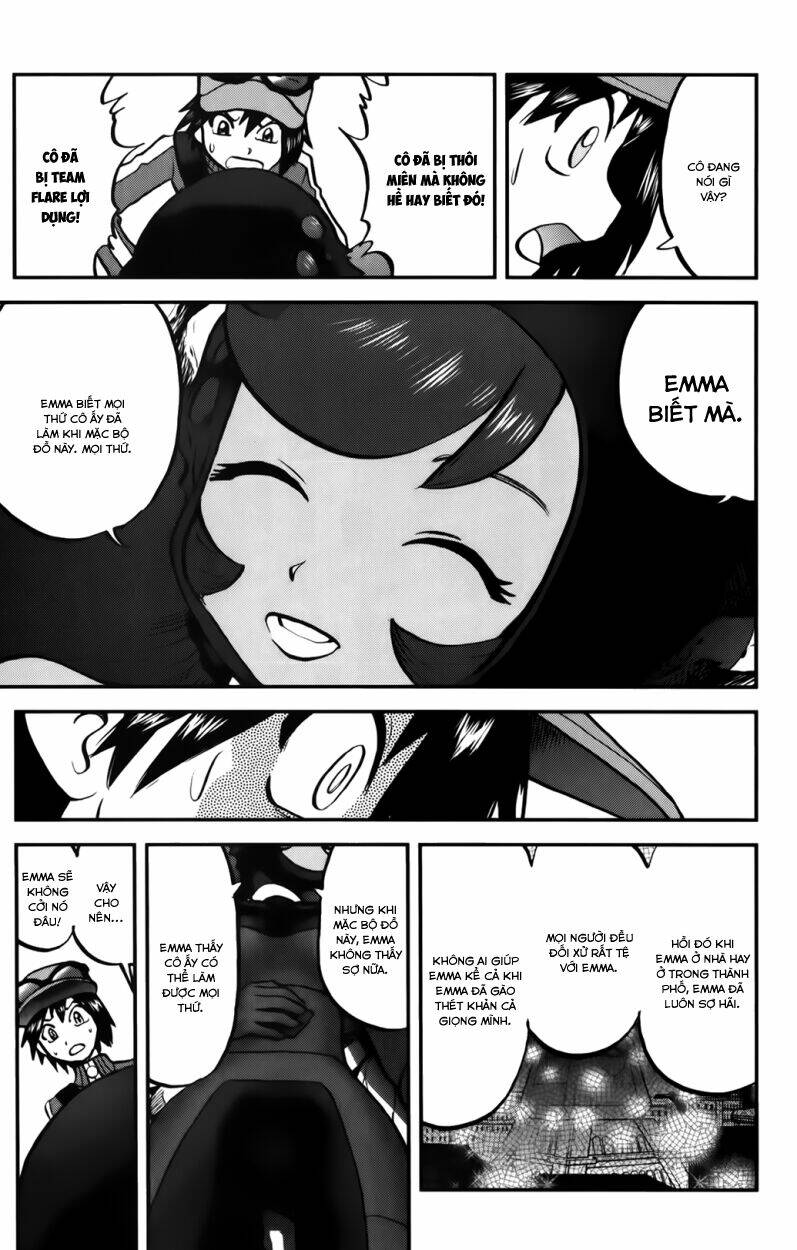 CÔ ĐANG
NÓI GÌ
VẬY?
CÔ ĐÃ BỊ THÔI
MIÊN MÀ KHÔNG
HỀ HAY BIẾT ĐÓ!
CÔ ĐÃ
BỊ TEAM
FLARE LỢI
DỤNG!
EMMA
BIẾT MÀ.
EMMA BIẾT MỌI
THỨ CÔ ẤY ĐÃ
LÀM KHI MẶC BỘ
ĐỒ NÀY. MỌI THỨ.
HỒI ĐÓ KHI
EMMA Ở NHÀ HAY
Ở TRONG THÀNH
PHỐ, EMMA ĐÃ
LUÔN SỢ HÃI.
MỌI NGƯỜI ĐỀU
ĐỐI XỬ RẤT TỆ
VỚI EMMA.
KHÔNG AI GIÚP
EMMA KỂ CẢ KHI
EMMA ĐÃ GÀO
THÉT KHẢN CẢ
GIỌNG MÌNH.
NHƯNG KHI
MẶC BỘ ĐỒ
NÀY, EMMA
KHÔNG THẤY
SỢ NỮA.
EMMA THẤY
CÔ ẤY CÓ
THỂ LÀM
ĐƯỢC MỌI
THỨ.
VẬY
CHO
NÊN...
EMMA SẼ
KHÔNG
CỞI NÓ
ĐÂU!